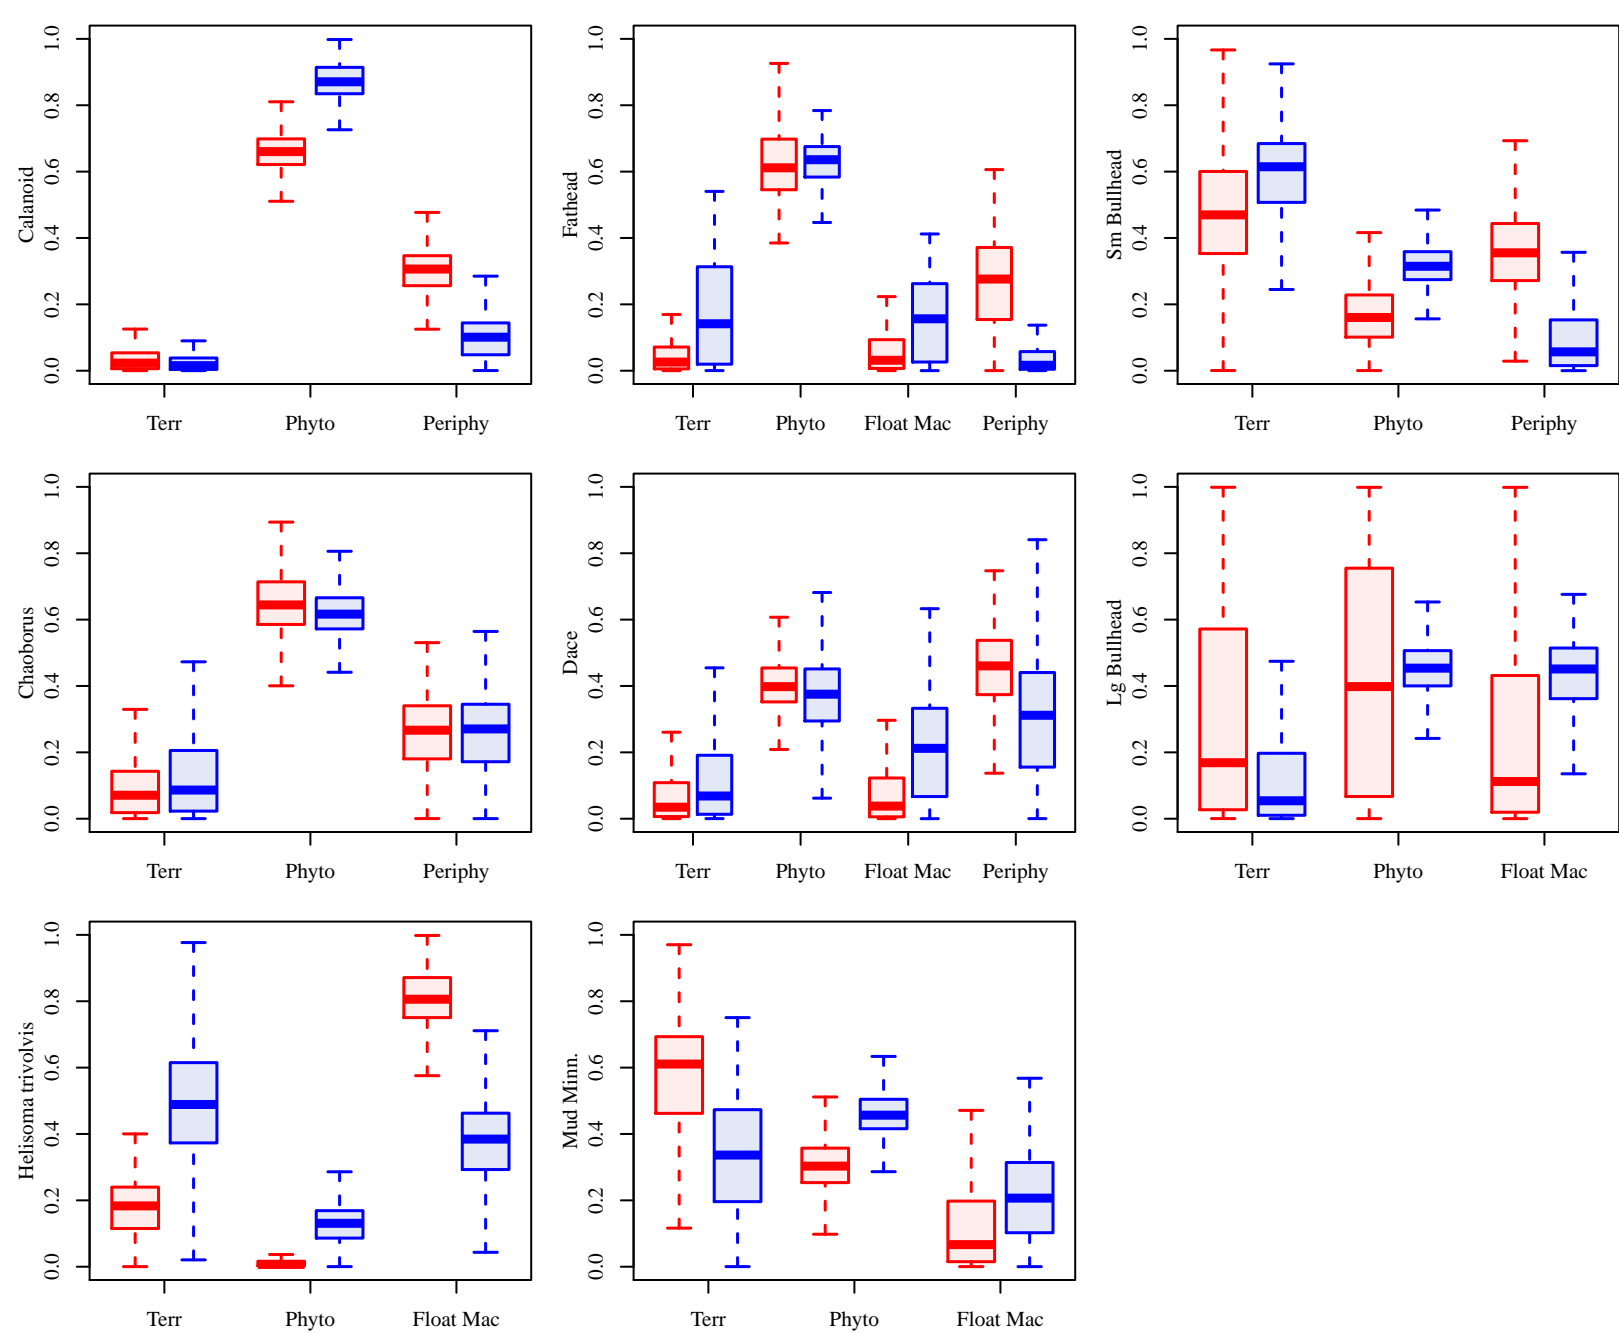 Calanoid
0.0 0.2 0.4 0.6 0.8 1.0
Terr Phyto Periphy
Fathead
0.0 0.2 0.4 0.6 0.8 1.0
Terr Phyto Float Mac Periphy
Sm Bullhead
0.0 0.2 0.4 0.6 0.8 1.0
Terr Phyto Periphy
Chaoborus
0.0 0.2 0.4 0.6 0.8 1.0
Terr Phyto Periphy
Dace
0.0 0.2 0.4 0.6 0.8 1.0
Terr Phyto Float Mac Periphy
Lg Bullhead
0.0 0.2 0.4 0.6 0.8 1.0
Terr Phyto Float Mac
Helisoma trivolvis
0.0 0.2 0.4 0.6 0.8 1.0
Terr Phyto Float Mac
Mud Minn.
0.0 0.2 0.4 0.6 0.8 1.0
Terr Phyto Float Mac